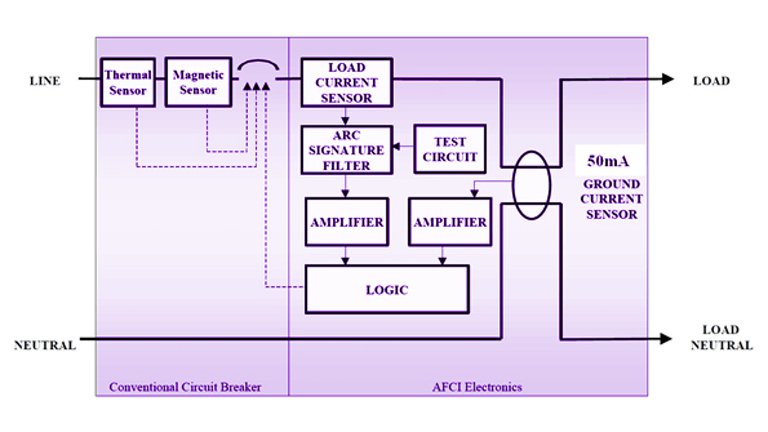 LINE
Thermal
Sensor
Magnetic
Sensor
LOAD
CURRENT
SENSOR
LOAD
ARC
SIGNATURE
FILTER
TEST
CIRCUIT
50mA
GROUND
CURRENT
SENSOR
AMPLIFIER
AMPLIFIER
LOGIC
NEUTRAL
LOAD
NEUTRAL
Conventional Circuit Breaker
AFCI Electronics